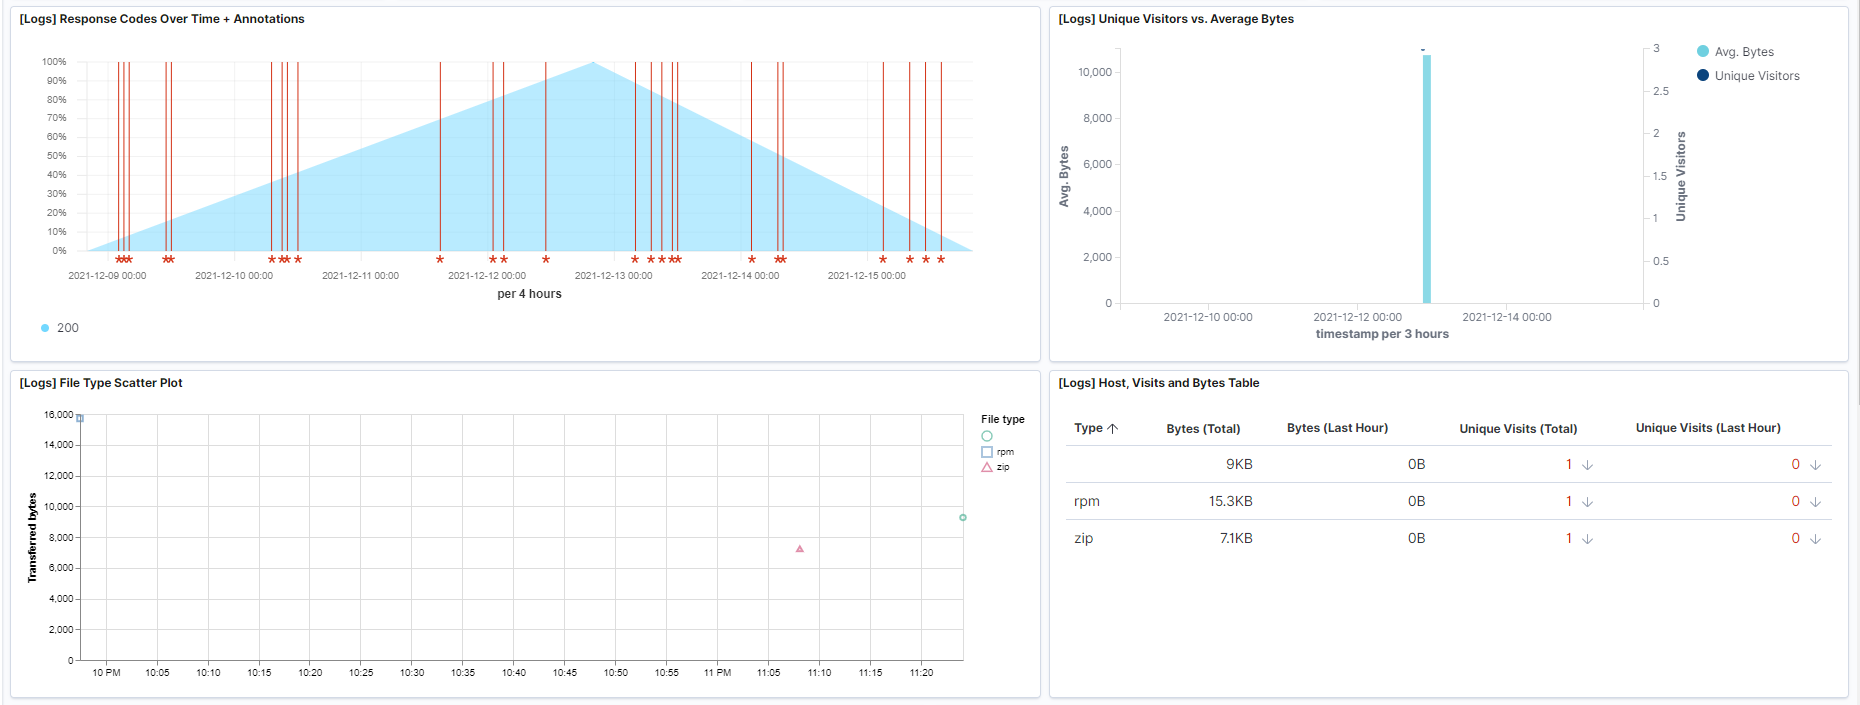 [Logs] Response Codes Over Time + Annotations
100%
90%
80%
70%
60%
50%
40%
30%
20%
10%
0%
2021-12-09 00:00 2021-12-10 00:00 2021-12-11 00:00 2021-12-12 00:00 2021-12-13 00:00 2021-12-14 00:00 2021-12-15 00:00
per 4 hours
200
[Logs] Unique Visitors vs. Average Bytes
Avg. Bytes
10,000
8,000
6,000
4,000
2,000
0
3
2.5
2
1.5
1
0.5
0
Unique Visitors
2021-12-10 00:00 2021-12-12 00:00 2021-12-14 00:00
timestamp per 3 hours
Avg. Bytes
Unique Visitors
[Logs] File Type Scatter Plot
Transferred bytes
16,000
14,000
12,000
10,000
8,000
6,000
4,000
2,000
0
10 PM 10:05 10:10 10:15 10:20 10:25 10:30 10:35 10:40 10:45 10:50 10:55 11 PM 11:05 11:10 11:15 11:20
File type
rpm
zip
[Logs] Host, Visits and Bytes Table
Type Bytes (Total) Bytes (Last Hour) Unique Visits (Total) Unique Visits (Last Hour)
9KB 0B 1 0
rpm 15.3KB 0B 1 0
zip 7.1KB 0B 1 0